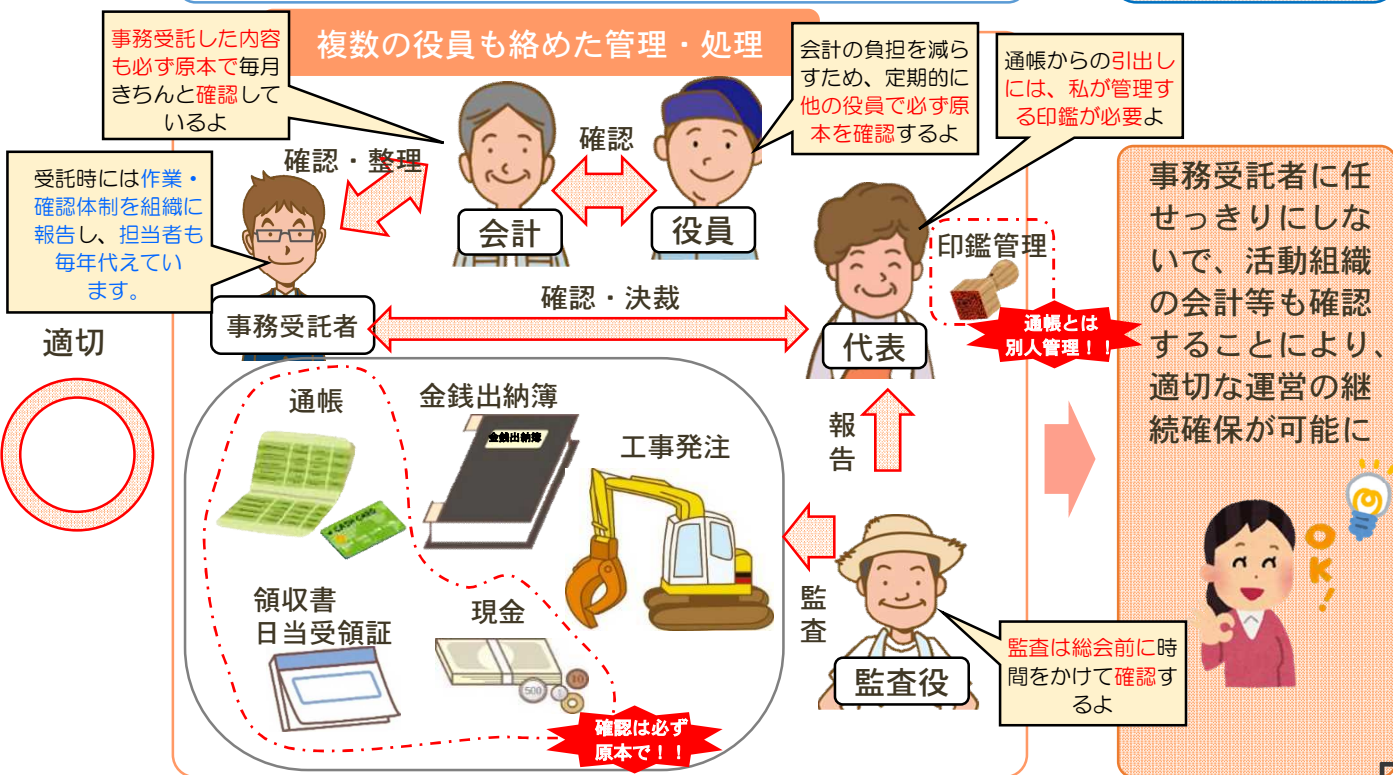 複数の役員も絡めた管理・処理
事務受託した内容
も必ず原本で毎月
きちんと確認して
いるよ
会計の負担を減ら
すため、定期的に
他の役員で必ず原
本を確認するよ
通帳からの引出し
には、私が管理す
る印鑑が必要よ
確認・整理
確認
受託時には作業・
確認体制を組織に
報告し、担当者も
毎年代えてい
ます。
会計
役員
印鑑管理
事務受託者
確認・決裁
代表
通帳とは
別人管理！！
適切
通帳
金銭出納簿
金銭出納簿
CASH CARD
工事発注
報
告
領収書
日当受領証
現金
500
1
10
監
査
監査役
監査は総会前に時
間をかけて確認す
るよ
確認は必ず
原本で！！
事務受託者に任
せっきりにしな
いで、活動組織
の会計等も確認
することにより、
適切な運営の継
続確保が可能に
OK!